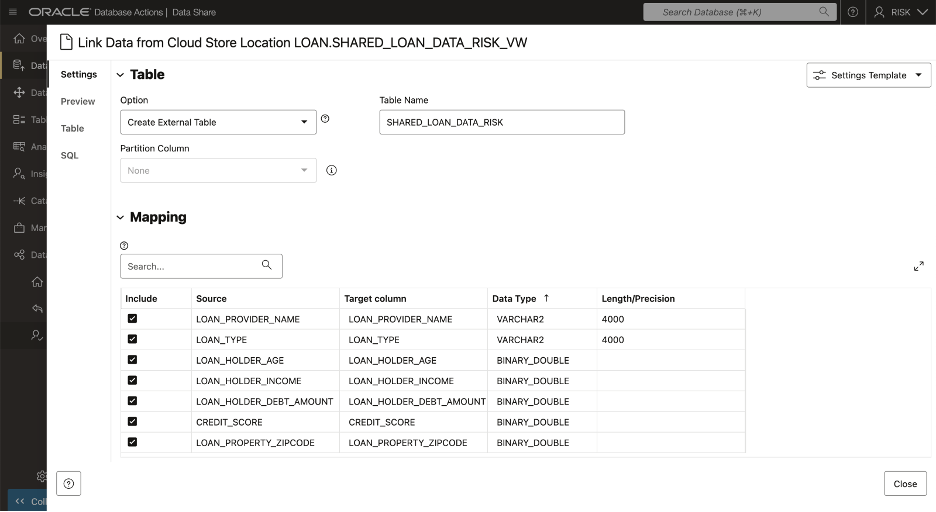 ORACLE Database Actions | Data Share
Search Database (⌘+K)
RISK
Link Data from Cloud Store Location LOAN.SHARED_LOAN_DATA_RISK_VW
Settings
Preview
Table
SQL
Table
Settings Template
Option
Table Name
Create External Table
SHARED_LOAN_DATA_RISK
Partition Column
None
Mapping
Search...
Include Source Target column Data Type ↑ Length/Precision
LOAN_PROVIDER_NAME LOAN_PROVIDER_NAME VARCHAR2 4000
LOAN_TYPE LOAN_TYPE VARCHAR2 4000
LOAN_HOLDER_AGE LOAN_HOLDER_AGE BINARY_DOUBLE
LOAN_HOLDER_INCOME LOAN_HOLDER_INCOME BINARY_DOUBLE
LOAN_HOLDER_DEBT_AMOUNT LOAN_HOLDER_DEBT_AMOUNT BINARY_DOUBLE
CREDIT_SCORE CREDIT_SCORE BINARY_DOUBLE
LOAN_PROPERTY_ZIPCODE LOAN_PROPERTY_ZIPCODE BINARY_DOUBLE
Close
Ove
Data
Data
Tabl
Ana
Insig
Cata
Mar
Data
Coll